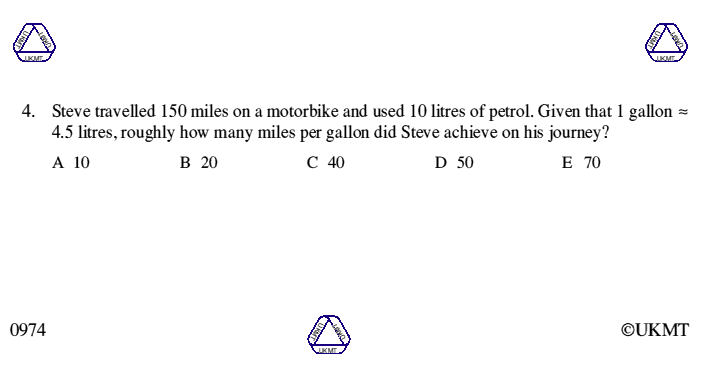 UKMT UKMT UKMT
UKMT UKMT UKMT
4. Steve travelled 150 miles on a motorbike and used 10 litres of petrol. Given that 1 gallon ≈
4.5 litres, roughly how many miles per gallon did Steve achieve on his journey?
A 10 B 20 C 40 D 50 E 70
0974
UKMT UKMT UKMT
©UKMT